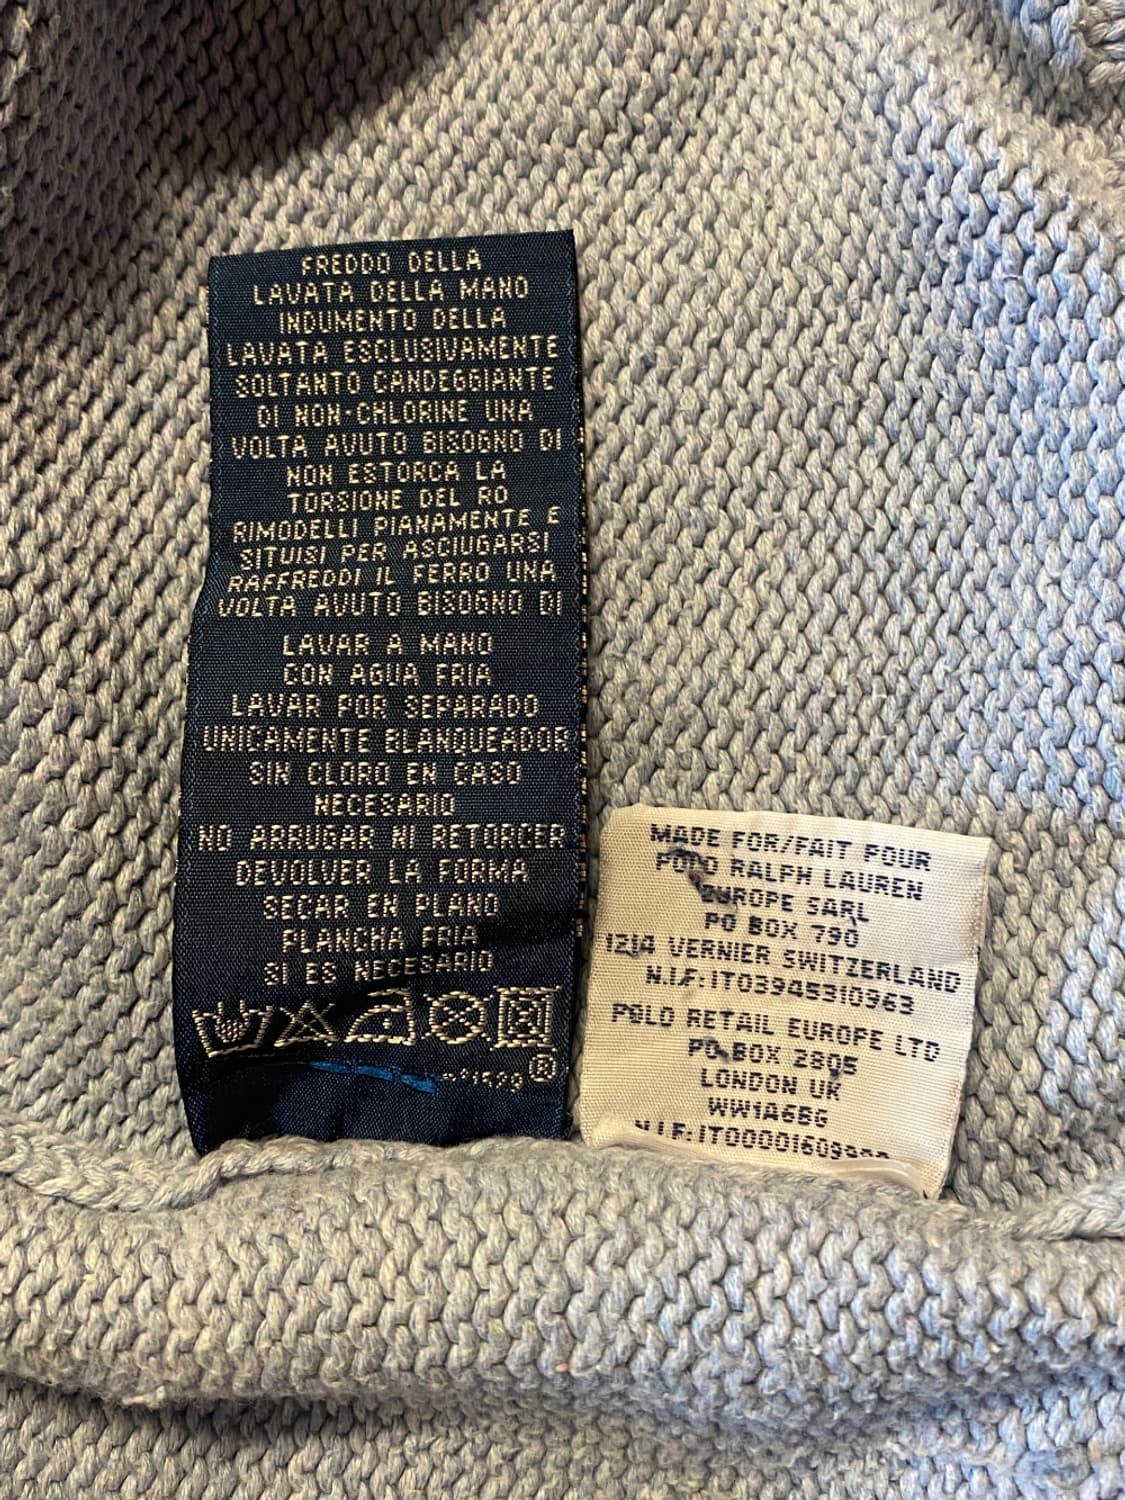 FREDDO DELLA
LAVATA DELLA MANO
INDUMENTO DELLA
LAVATA ESCLUSIVAMENTE
SOLTANTO CANDEGGIANTE
DI NON-CHLORINE UNA
VOLTA AVUTO BISOGNO DI
NON ESTORCA LA
TORSIONE DEL RO
RIMODELLI PIANAMENTE E
SITUISI PER ASCIUGARSI
RAFFREDDI IL FERRO UNA
VOLTA AVUTO BISOGNO DI
LAVAR A MANO
CON AGUA FRIA
LAVAR POR SEPARADO
UNICAMENTE BLANQUEADOR
SIN CLORO EN CASO
NECESARIO
NO ARRUGAR NI RETORCER
DEVOLVER LA FORMA
SECAR EN PLANO
PLANCHA FRIA
SI ES NECESARIO
®
MADE FOR/FAIT POUR
POLO RALPH LAUREN
EUROPE SARL
PO BOX 790
1214 VERNIER SWITZERLAND
N.I.F:IT03945310963
POLO RETAIL EUROPE LTD
PO BOX 2805
LONDON UK
WW1A6BG